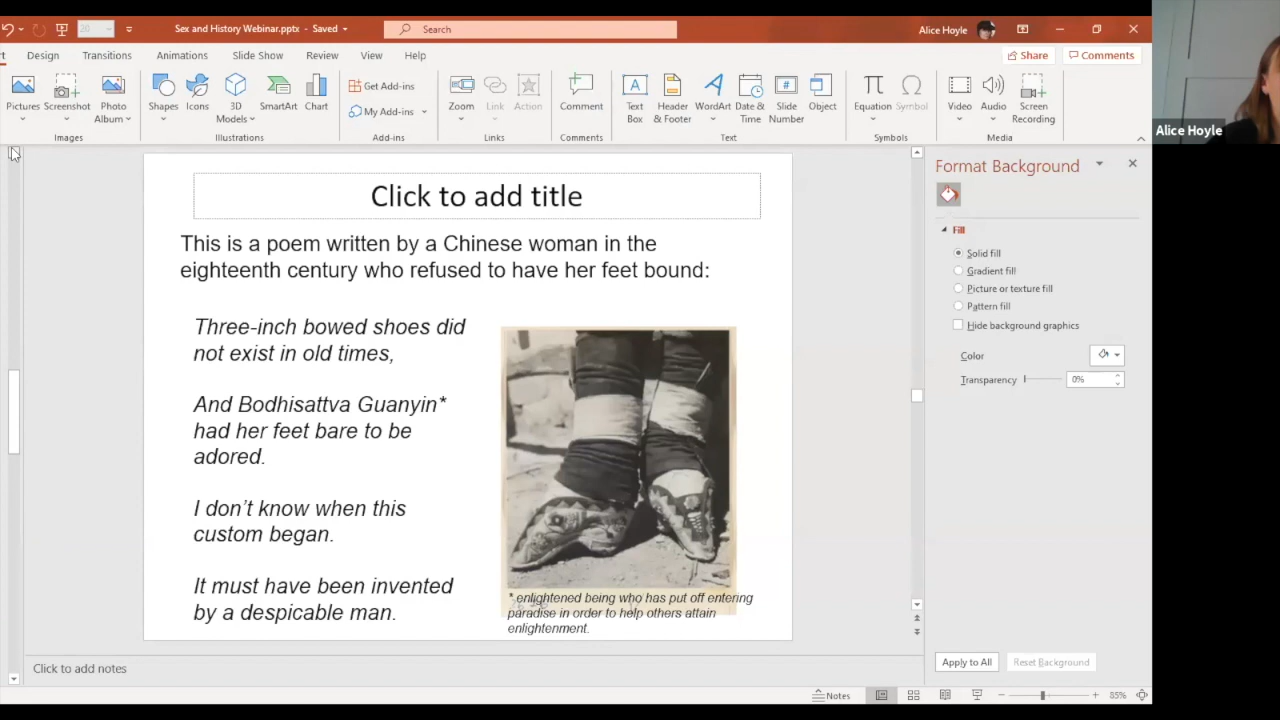 Sex and History Webinar.pptx - Saved
Search
Alice Hoyle
Design Transitions Animations Slide Show Review View Help
Share Comments
Pictures Screenshot Photo Album Shapes Icons 3D Models SmartArt Chart Get Add-ins My Add-ins Zoom Link Action Comment Text Box Header & Footer WordArt Date & Time Slide Number Object Equation Symbol Video Audio Screen Recording
Images Illustrations Add-ins Links Comments Text Symbols Media
Alice Hoyle
Click to add title
This is a poem written by a Chinese woman in the
eighteenth century who refused to have her feet bound:
Three-inch bowed shoes did
not exist in old times,
And Bodhisattva Guanyin*
had her feet bare to be
adored.
I don’t know when this
custom began.
It must have been invented
by a despicable man.
* enlightened being who has put off entering
paradise in order to help others attain
enlightenment.
Format Background
Fill
Solid fill
Gradient fill
Picture or texture fill
Pattern fill
Hide background graphics
Color
Transparency 0%
Apply to All Reset Background
Click to add notes
Notes 85%